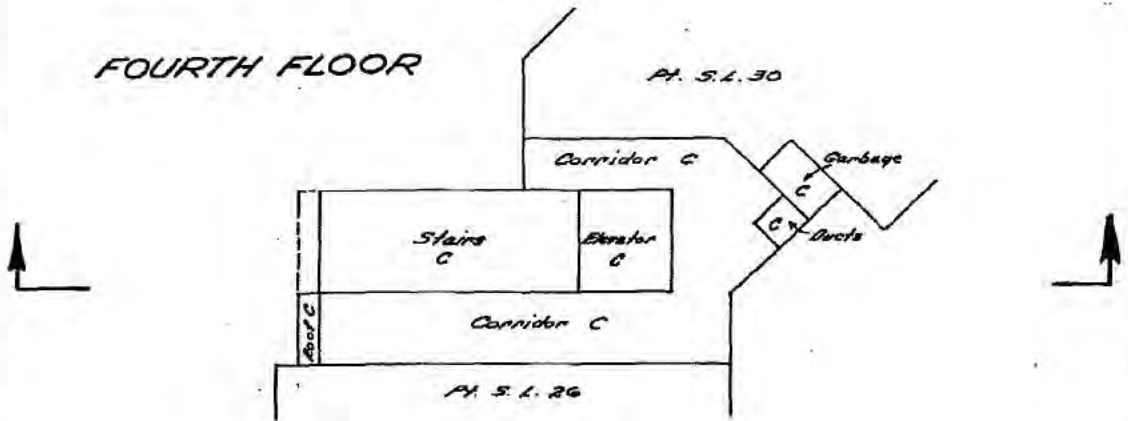 FOURTH FLOOR
Pt. S.L. 30
Corridor C
Garbage
C
Stairs
C
Elevator
C
C
Ducts
Roof C
Corridor C
Pt. S.L. 26